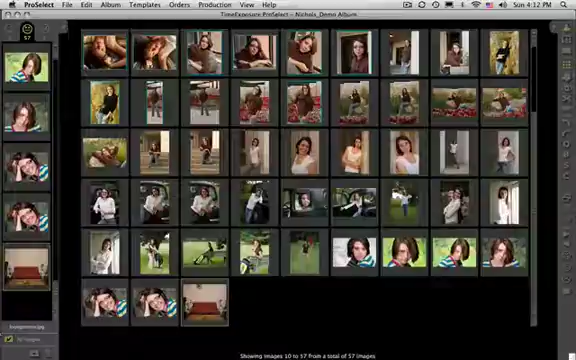 ProSelect File Edit Album Templates Orders Production View Help
Sun 4:12 PM
TimeExposure ProSelect - Nichols_Demo Album
57
Showing images 10 to 57 from a total of 57 images